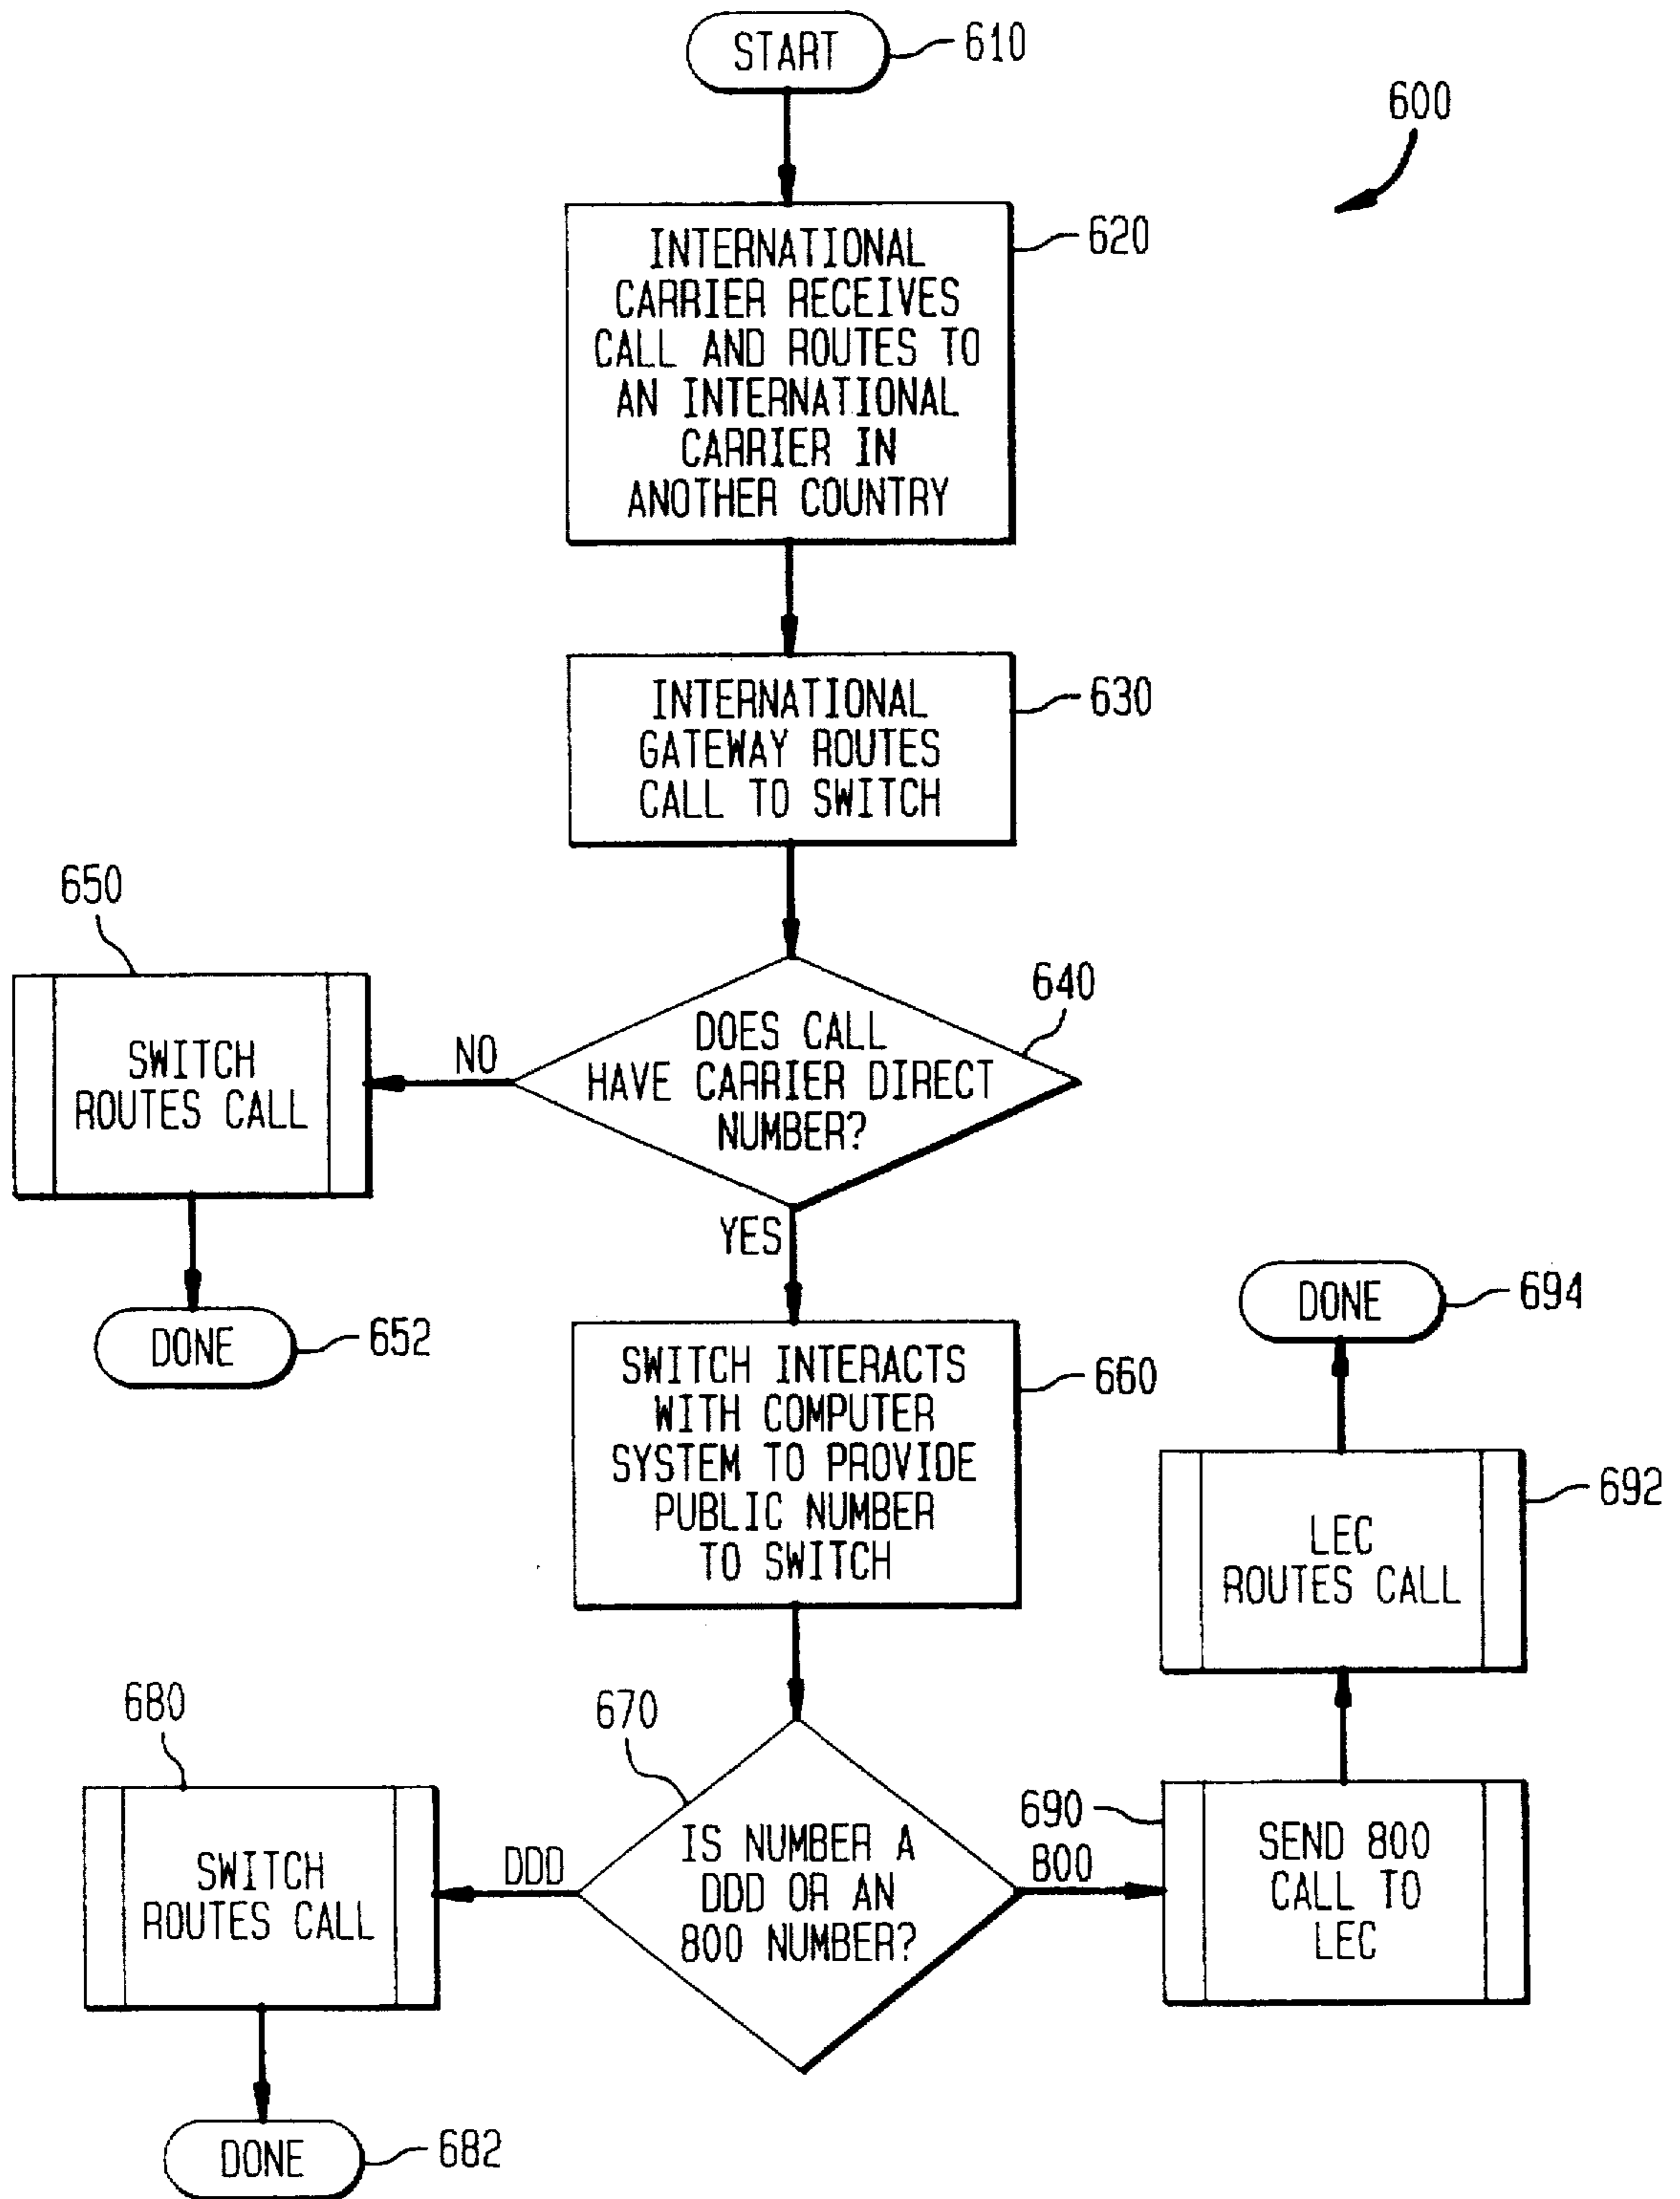 START
610
600
INTERNATIONAL
CARRIER RECEIVES
CALL AND ROUTES TO
AN INTERNATIONAL
CARRIER IN
ANOTHER COUNTRY
620
INTERNATIONAL
GATEWAY ROUTES
CALL TO SWITCH
630
650
SWITCH
ROUTES CALL
NO
DOES CALL
HAVE CARRIER DIRECT
NUMBER?
640
YES
DONE
652
SWITCH INTERACTS
WITH COMPUTER
SYSTEM TO PROVIDE
PUBLIC NUMBER
TO SWITCH
660
DONE
694
LEC
ROUTES CALL
692
680
SWITCH
ROUTES CALL
DDD
670
IS NUMBER A
DDD OR AN
800 NUMBER?
800
690
SEND 800
CALL TO
LEC
DONE
682